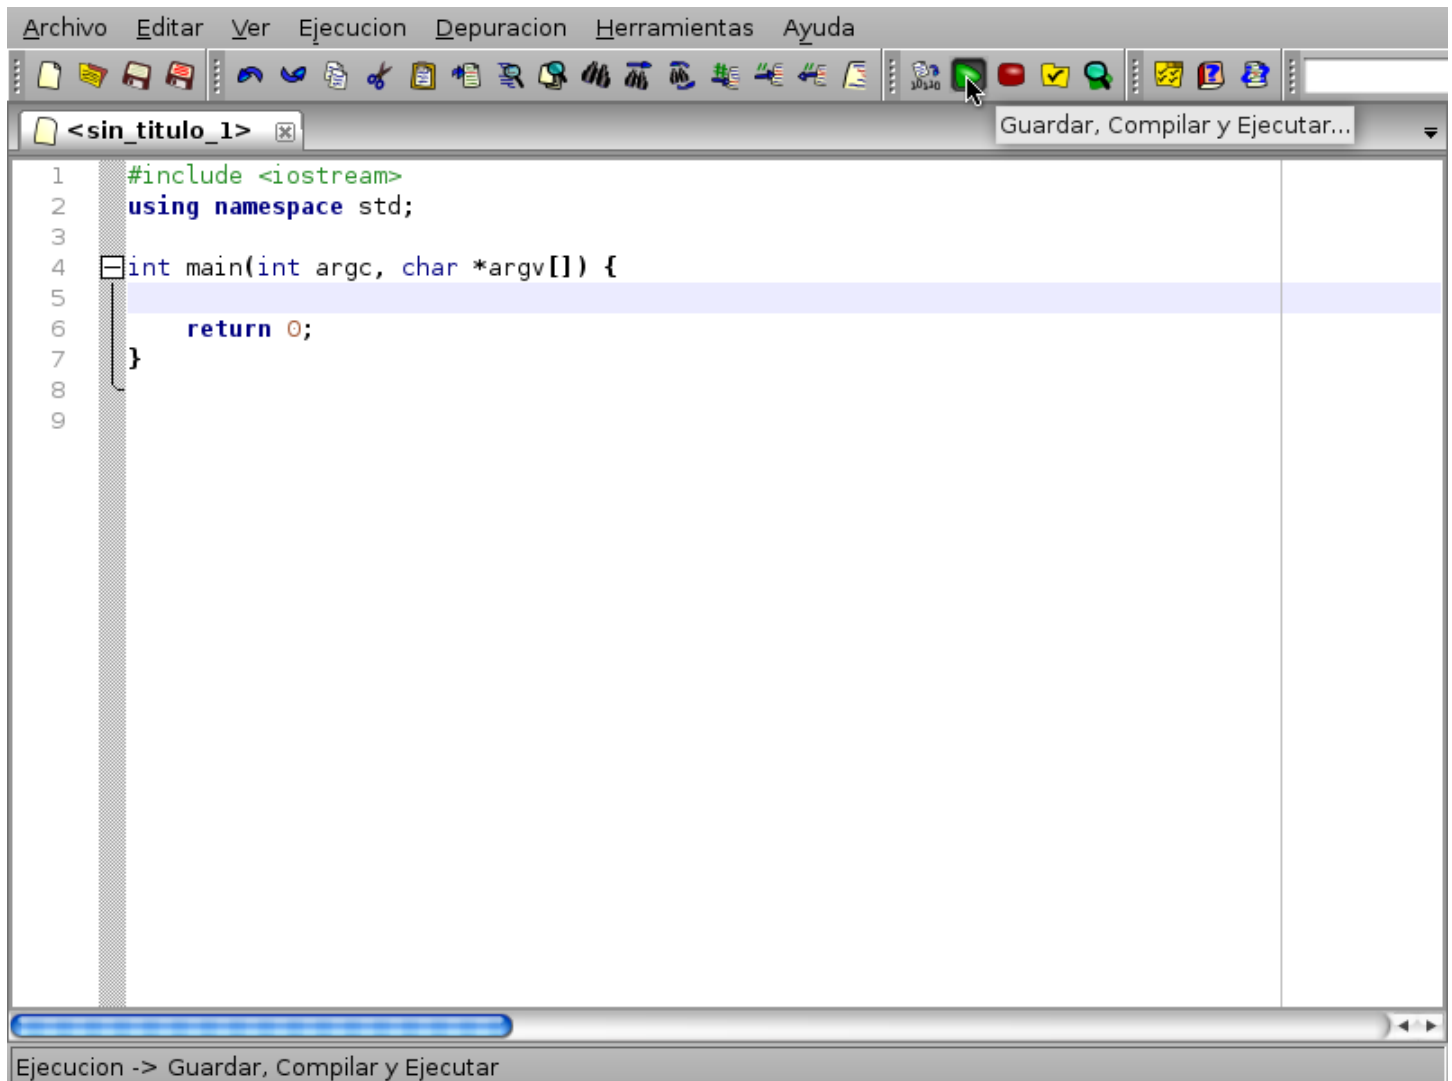 Archivo Editar Ver Ejecucion Depuracion Herramientas Ayuda
<sin_titulo_1>
Guardar, Compilar y Ejecutar...
1 #include <iostream>
2 using namespace std;
3
4 int main(int argc, char *argv[]) {
5
6 return 0;
7 }
8
9
Ejecucion -> Guardar, Compilar y Ejecutar